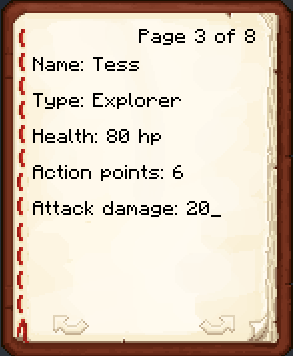 Page 3 of 8
Name: Tess
Type: Explorer
Health: 80 hp
Action points: 6
Attack damage: 20_